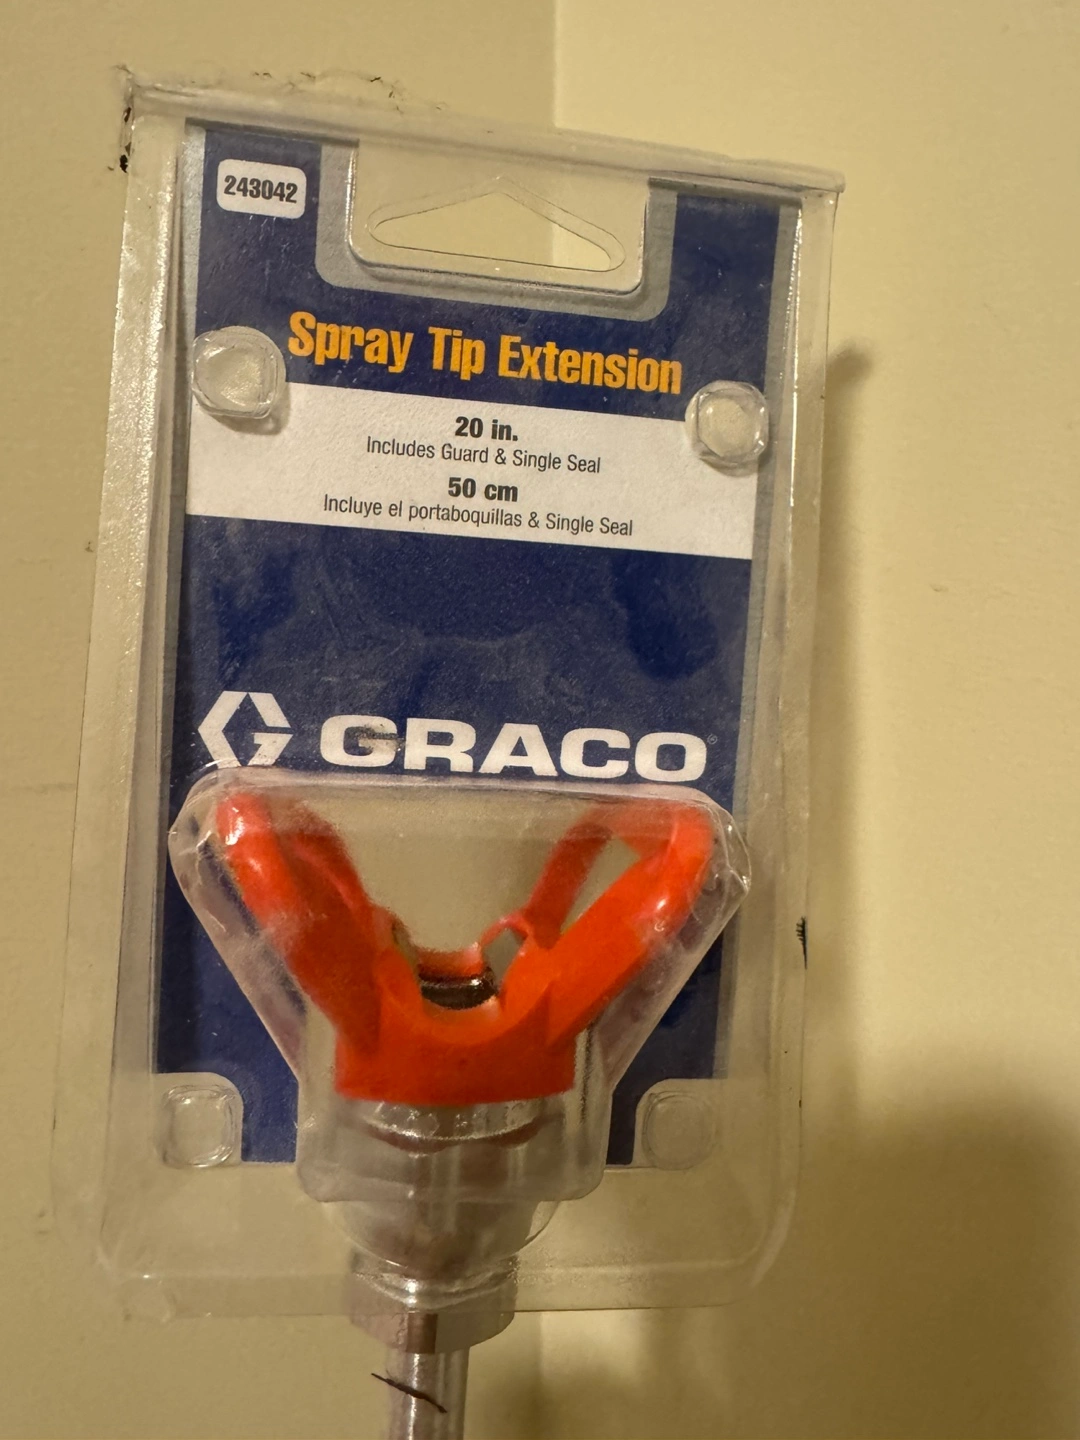 243042
Spray Tip Extension
20 in.
Includes Guard & Single Seal
50 cm
Incluye el portaboquillas & Single Seal
GRACO®